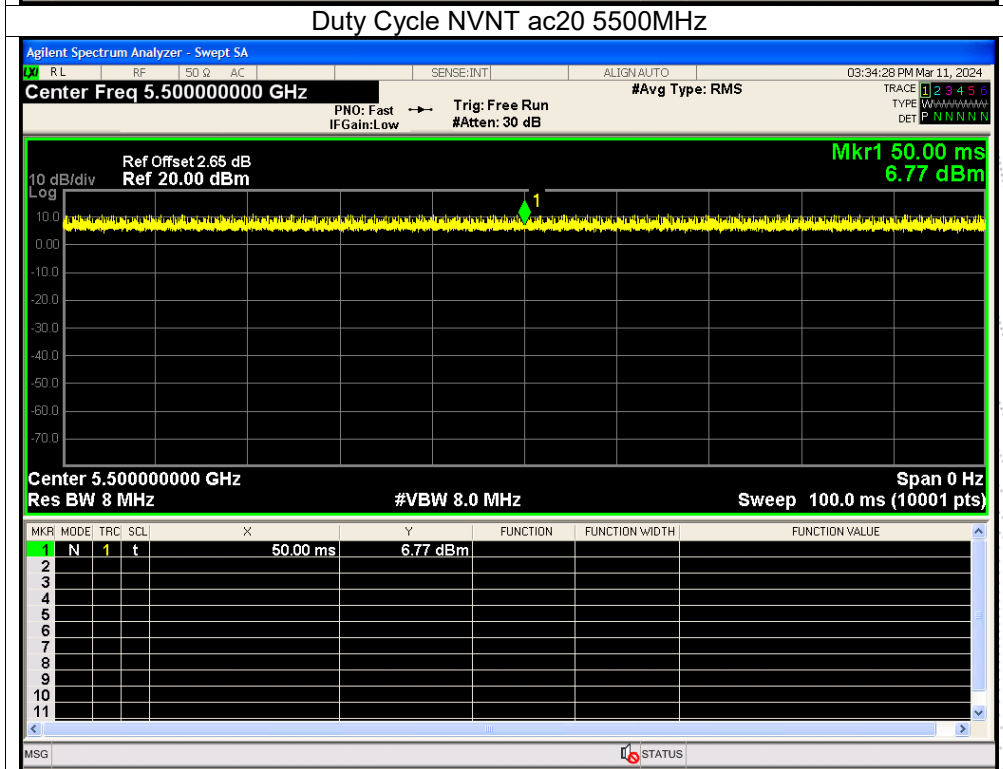 Duty Cycle NVNT ac20 5500MHz
Agilent Spectrum Analyzer - Swept SA
LXI RL RF 50 Ω AC SENSE:INT ALIGNAUTO 03:34:28 PM Mar 11, 2024
Center Freq 5.500000000 GHz #Avg Type: RMS TRACE 1 2 3 4 5 6
PNO: Fast Trig: Free Run TYPE
IFGain:Low #Atten: 30 dB DET P N N N N N
Mkr1 50.00 ms
Ref Offset 2.65 dB
10 dB/div Ref 20.00 dBm 6.77 dBm
Log
1
10.0
0.00
-10.0
-20.0
-30.0
-40.0
-50.0
-60.0
-70.0
Center 5.500000000 GHz Span 0 Hz
Res BW 8 MHz #VBW 8.0 MHz Sweep 100.0 ms (10001 pts)
MKR MODE TRC SCL X Y FUNCTION FUNCTION WIDTH FUNCTION VALUE
1 N 1 t 50.00 ms 6.77 dBm
2
3
4
5
6
7
8
9
10
11
MSG STATUS